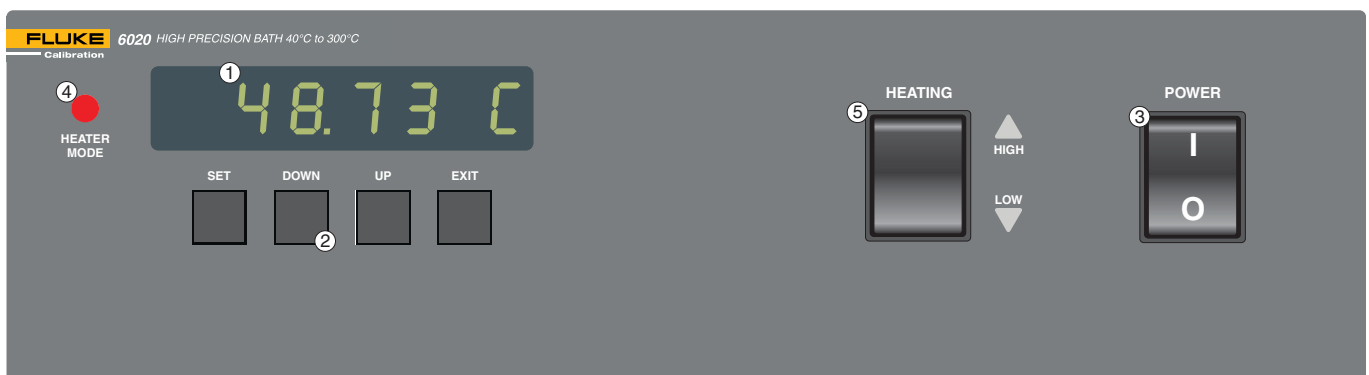 FLUKE
Calibration
6020 HIGH PRECISION BATH 40°C to 300°C
4
HEATER
MODE
1
48.73 C
SET DOWN UP EXIT
2
HEATING
5
HIGH
LOW
POWER
3
I
O